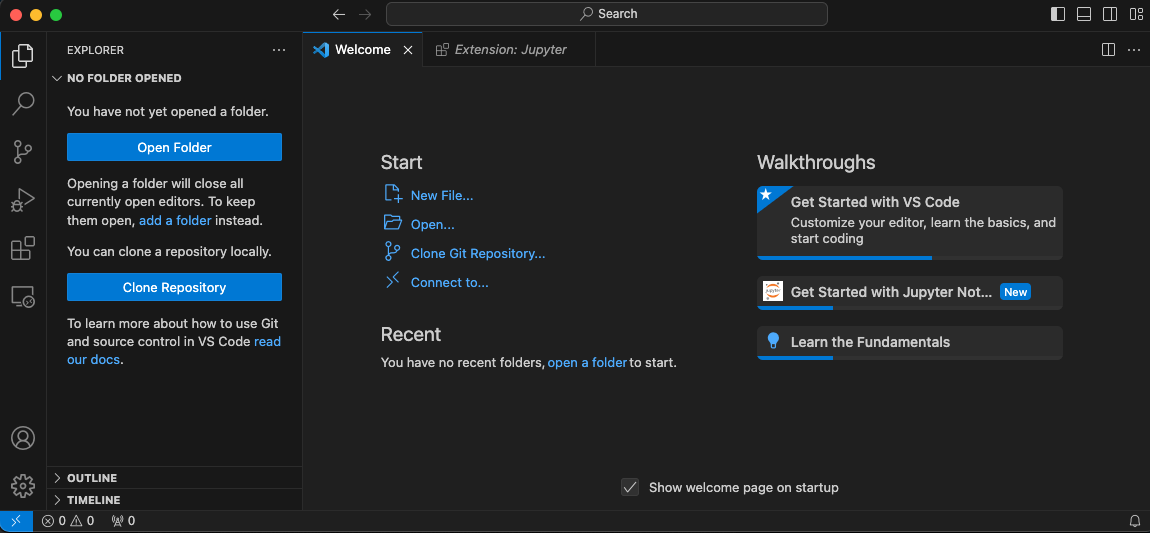 Search
EXPLORER
Welcome
Extension: Jupyter
NO FOLDER OPENED
You have not yet opened a folder.
Open Folder
Opening a folder will close all
currently open editors. To keep
them open, add a folder instead.
You can clone a repository locally.
Clone Repository
To learn more about how to use Git
and source control in VS Code read
our docs.
OUTLINE
TIMELINE
Start
New File...
Open...
Clone Git Repository...
Connect to...
Recent
You have no recent folders, open a folder to start.
Walkthroughs
Get Started with VS Code
Customize your editor, learn the basics, and
start coding
jupyter
Get Started with Jupyter Not... New
Learn the Fundamentals
Show welcome page on startup
0 0 0